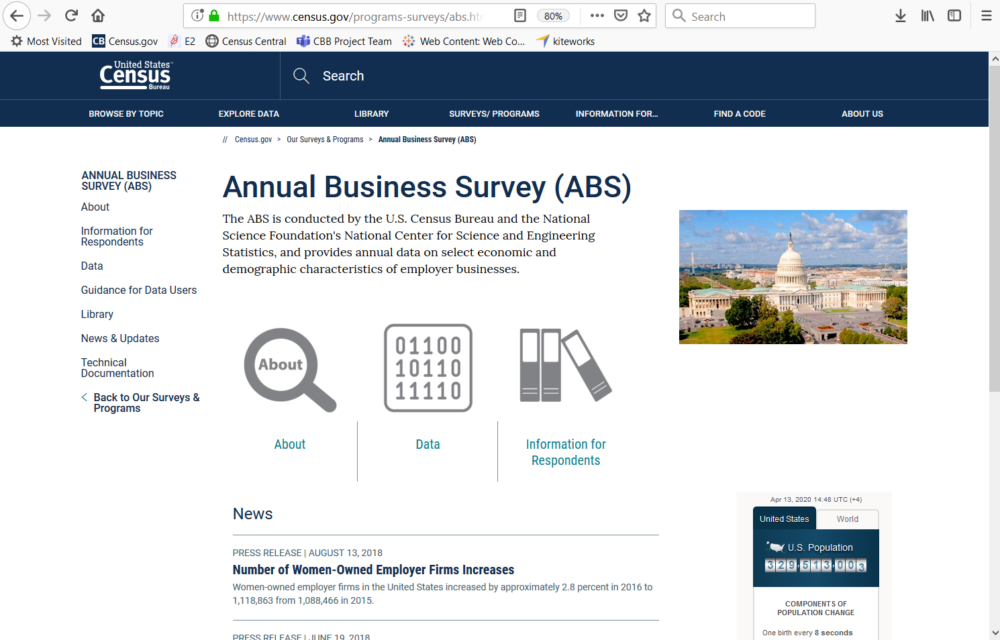 https://www.census.gov/programs-surveys/abs.ht
80%
Search
Most Visited
CB Census.gov
E2
Census Central
CBB Project Team
Web Content: Web Co...
kiteworks
United States™
Census
Bureau
Search
BROWSE BY TOPIC
EXPLORE DATA
LIBRARY
SURVEYS/ PROGRAMS
INFORMATION FOR...
FIND A CODE
ABOUT US
// Census.gov > Our Surveys & Programs > Annual Business Survey (ABS)
ANNUAL BUSINESS
SURVEY (ABS)
About
Information for
Respondents
Data
Guidance for Data Users
Library
News & Updates
Technical
Documentation
Back to Our Surveys &
Programs
Annual Business Survey (ABS)
The ABS is conducted by the U.S. Census Bureau and the National
Science Foundation's National Center for Science and Engineering
Statistics, and provides annual data on select economic and
demographic characteristics of employer businesses.
About
01100
10110
11110
About
Data
Information for
Respondents
News
PRESS RELEASE | AUGUST 13, 2018
Number of Women-Owned Employer Firms Increases
Women-owned employer firms in the United States increased by approximately 2.8 percent in 2016 to
1,118,863 from 1,088,466 in 2015.
PRESS RELEASE | JUNE 19, 2018
Apr 13, 2020 14:48 UTC (+4)
United States
World
U.S. Population
329,513,003
COMPONENTS OF
POPULATION CHANGE
One birth every 8 seconds